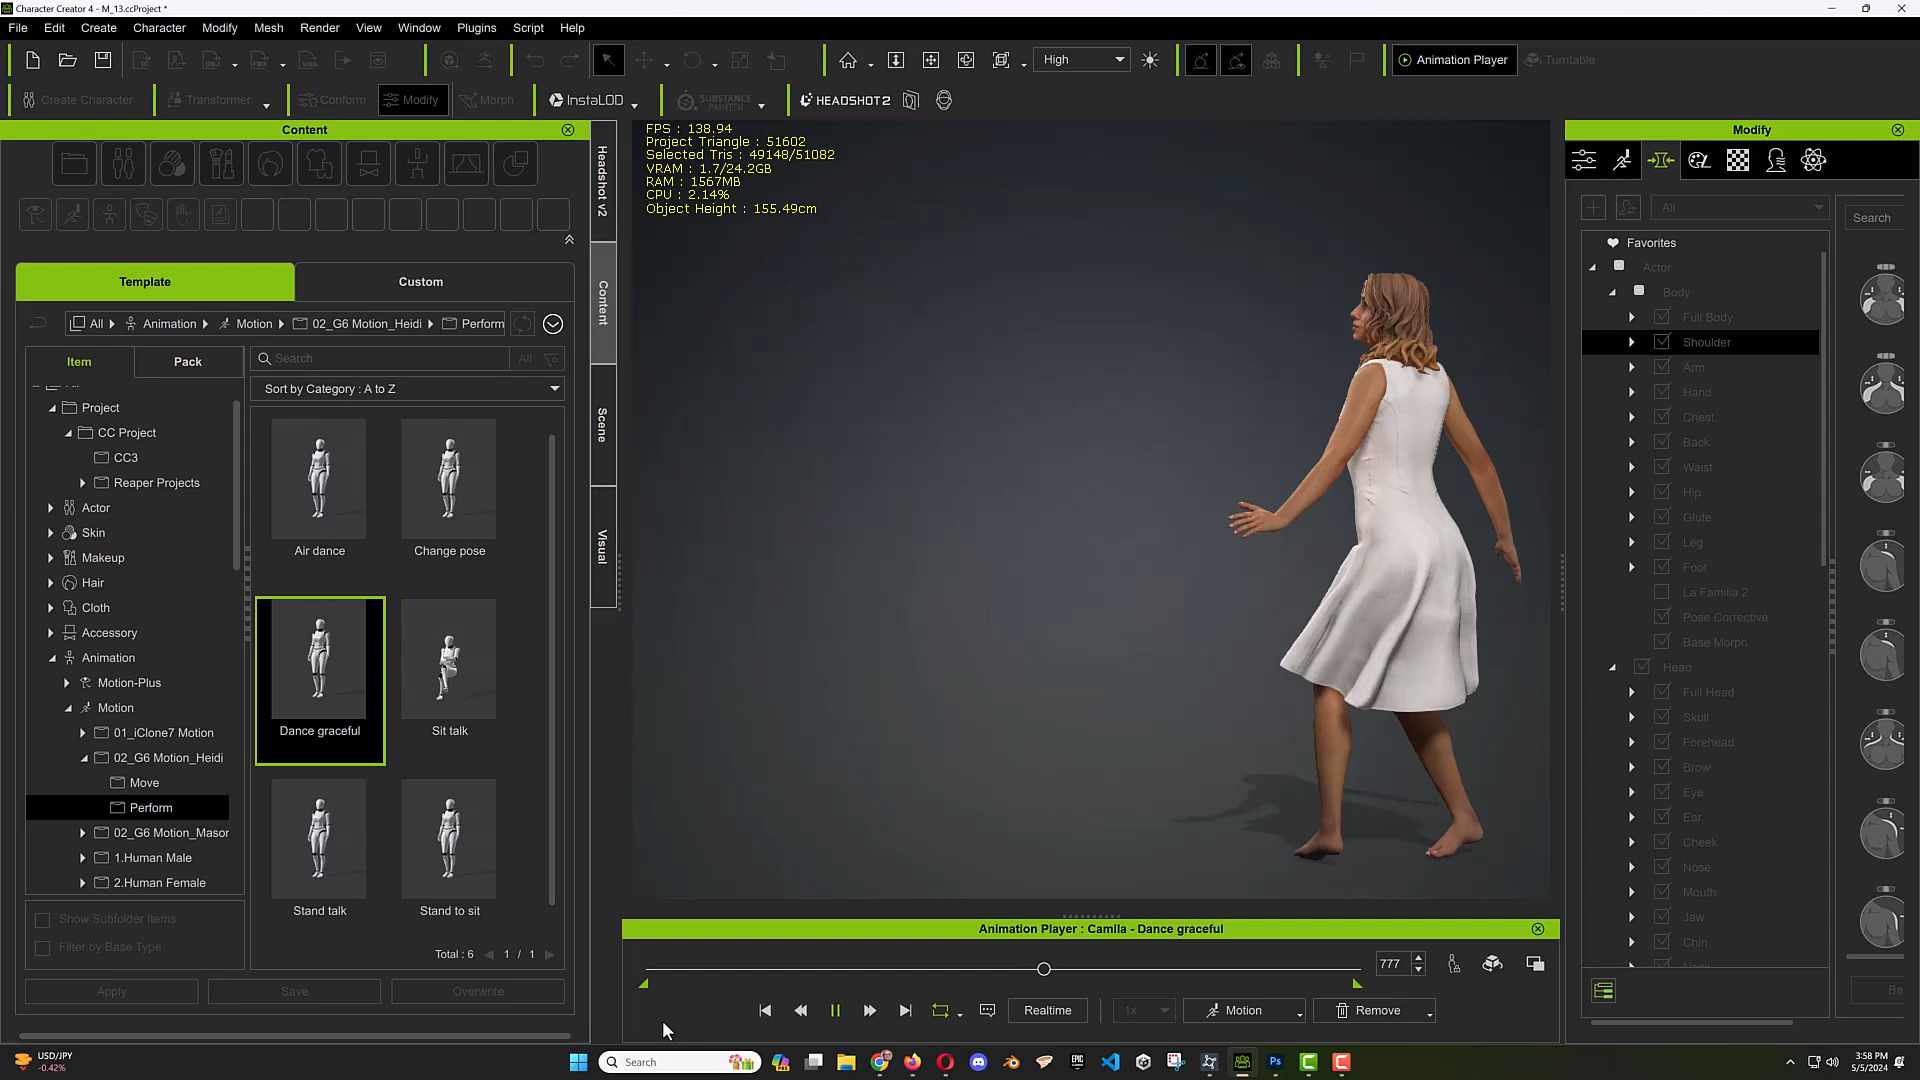 Character Creator 4 - M_13.ccProject *
File Edit Create Character Modify Mesh Render View Window Plugins Script Help
High
Animation Player
Turntable
Create Character
Transformer
Conform
Modify
Morph
InstaLOD
SUBSTANCE PAINTER
HEADSHOT2
Content
Template
Custom
All
Animation
Motion
02_G6 Motion_Heidi
Perform
Item
Pack
Search
All
Sort by Category : A to Z
Project
CC Project
CC3
Reaper Projects
Actor
Skin
Makeup
Hair
Cloth
Accessory
Animation
Motion-Plus
Motion
01_iClone7 Motion
02_G6 Motion_Heidi
Move
Perform
02_G6 Motion_Mason
1.Human Male
2.Human Female
Show Subfolder Items
Filter by Base Type
Air dance
Change pose
Dance graceful
Sit talk
Stand talk
Stand to sit
Total : 6
1 / 1
Apply
Save
Overwrite
Headshot v2
Content
Scene
Visual
FPS : 138.94
Project Triangle : 51602
Selected Tris : 49148/51082
VRAM : 1.7/24.2GB
RAM : 1567MB
CPU : 2.14%
Object Height : 155.49cm
Animation Player : Camila - Dance graceful
777
Realtime
1x
Motion
Remove
Modify
All
Search
Favorites
Actor
Body
Full Body
Shoulder
Arm
Hand
Chest
Back
Waist
Hip
Glute
Leg
Foot
La Familia 2
Pose Corrective
Base Morph
Head
Full Head
Skull
Forehead
Brow
Eye
Ear
Cheek
Nose
Mouth
Jaw
Chin
Ba
USD/JPY
-0.42%
Search
EPIC
Ps
3:58 PM
5/5/2024